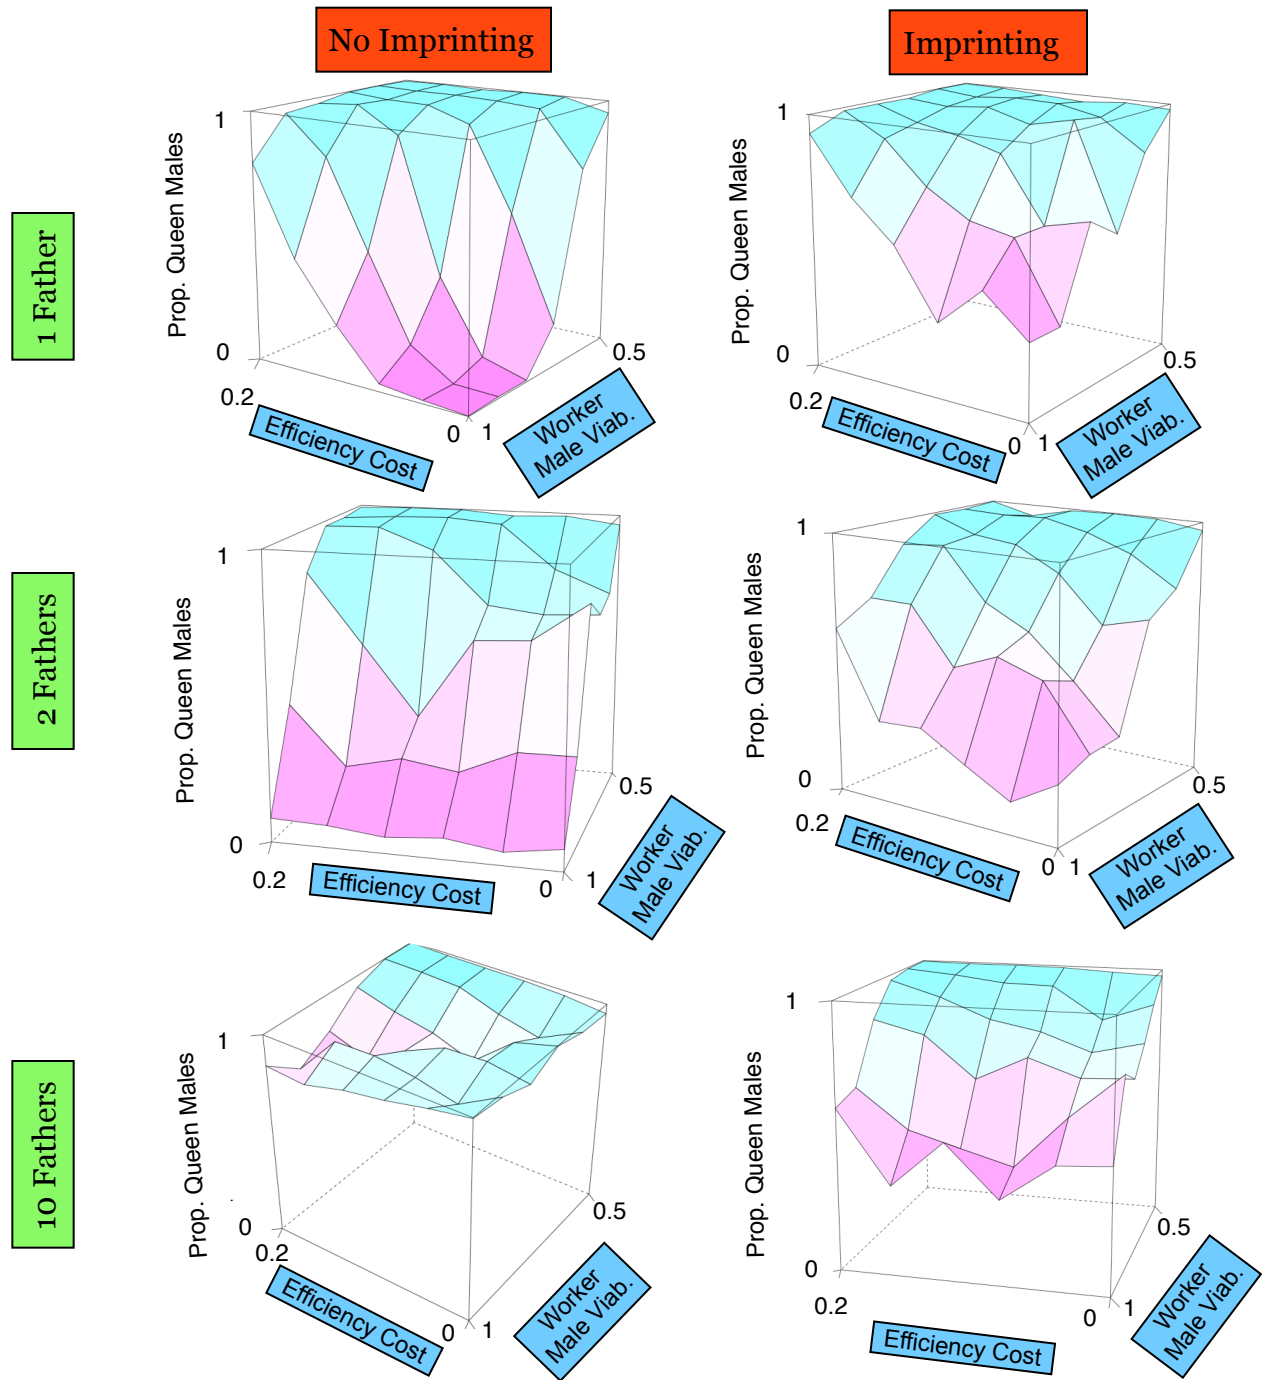 No Imprinting
Imprinting
1 Father
Prop. Queen Males
1
0
0.2
Efficiency Cost
0
1
Worker
Male Viab.
0.5
Prop. Queen Males
1
0
0.2
Efficiency Cost
0
1
Worker
Male Viab.
0.5
2 Fathers
Prop. Queen Males
1
0
0.2
Efficiency Cost
0
1
Worker
Male Viab.
0.5
Prop. Queen Males
1
0
0.2
Efficiency Cost
0
1
Worker
Male Viab.
0.5
10 Fathers
Prop. Queen Males
1
0
0.2
Efficiency Cost
0
1
Worker
Male Viab.
0.5
Prop. Queen Males
1
0
0.2
Efficiency Cost
0
1
Worker
Male Viab.
0.5